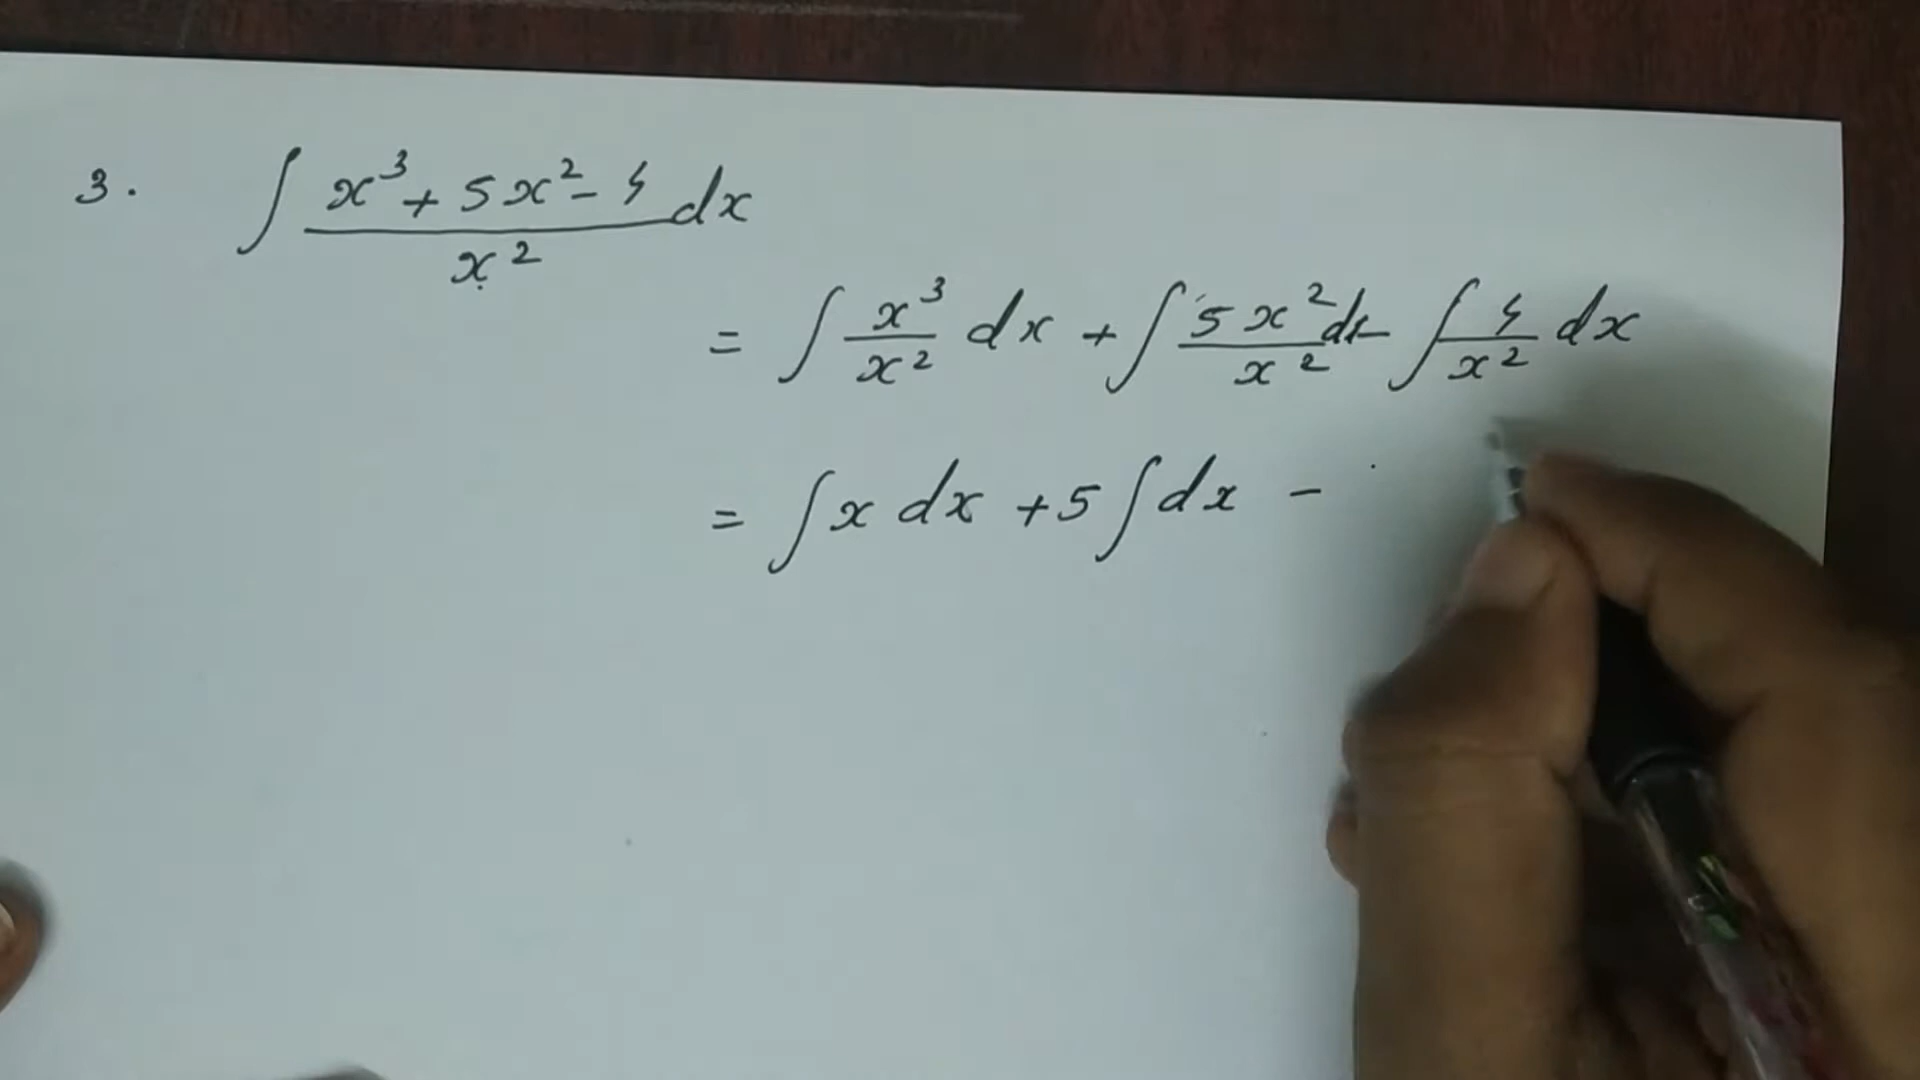 3. ∫ (x³ + 5x² - 4)/x² dx
= ∫ x³/x² dx + ∫ 5x²/x² dx - ∫ 4/x² dx
= ∫ x dx + 5 ∫ dx -